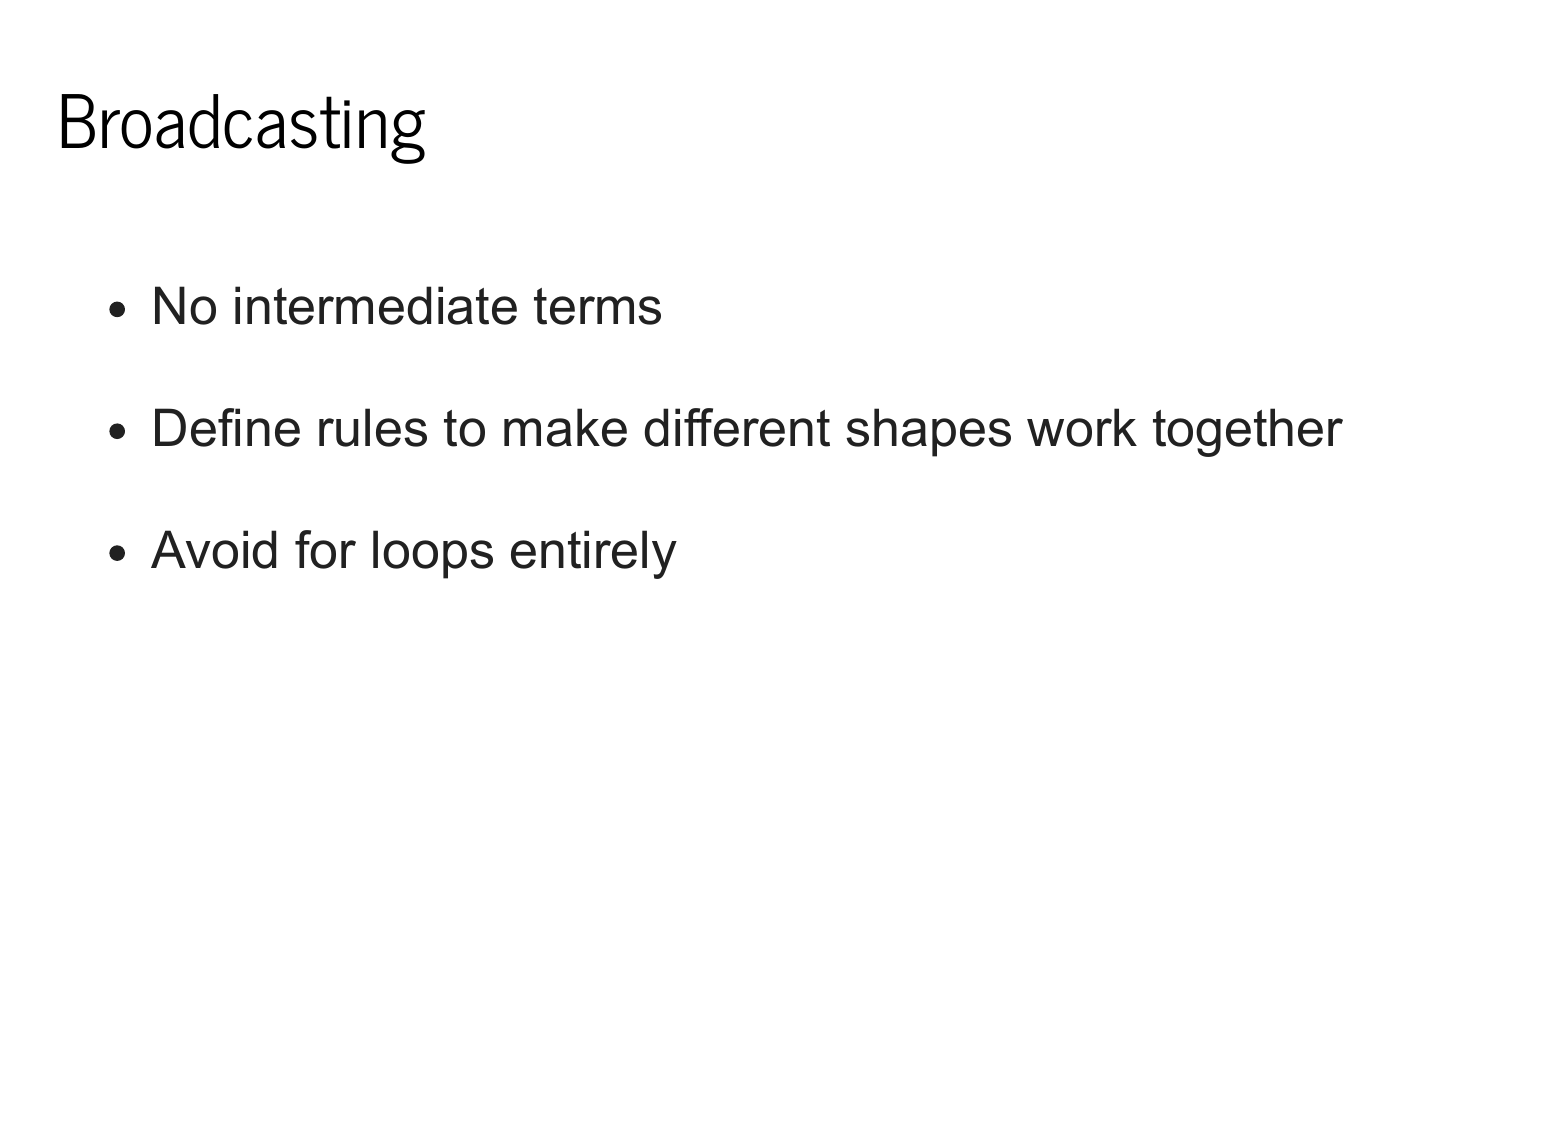 Broadcasting
• No intermediate terms
• Define rules to make different shapes work together
• Avoid for loops entirely